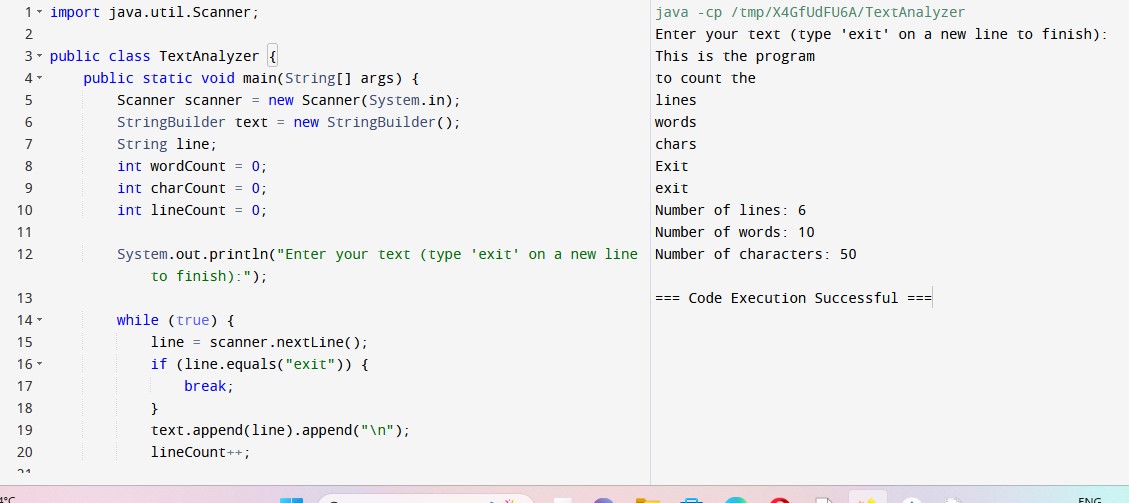 1 import java.util.Scanner;
2
3 public class TextAnalyzer {
4 public static void main(String[] args) {
5 Scanner scanner = new Scanner(System.in);
6 StringBuilder text = new StringBuilder();
7 String line;
8 int wordCount = 0;
9 int charCount = 0;
10 int lineCount = 0;
11
12 System.out.println("Enter your text (type 'exit' on a new line
to finish):");
13
14 while (true) {
15 line = scanner.nextLine();
16 if (line.equals("exit")) {
17 break;
18 }
19 text.append(line).append("\n");
20 lineCount++;
java -cp /tmp/X4GfUdFU6A/TextAnalyzer
Enter your text (type 'exit' on a new line to finish):
This is the program
to count the
lines
words
chars
Exit
exit
Number of lines: 6
Number of words: 10
Number of characters: 50
=== Code Execution Successful ===
ENG